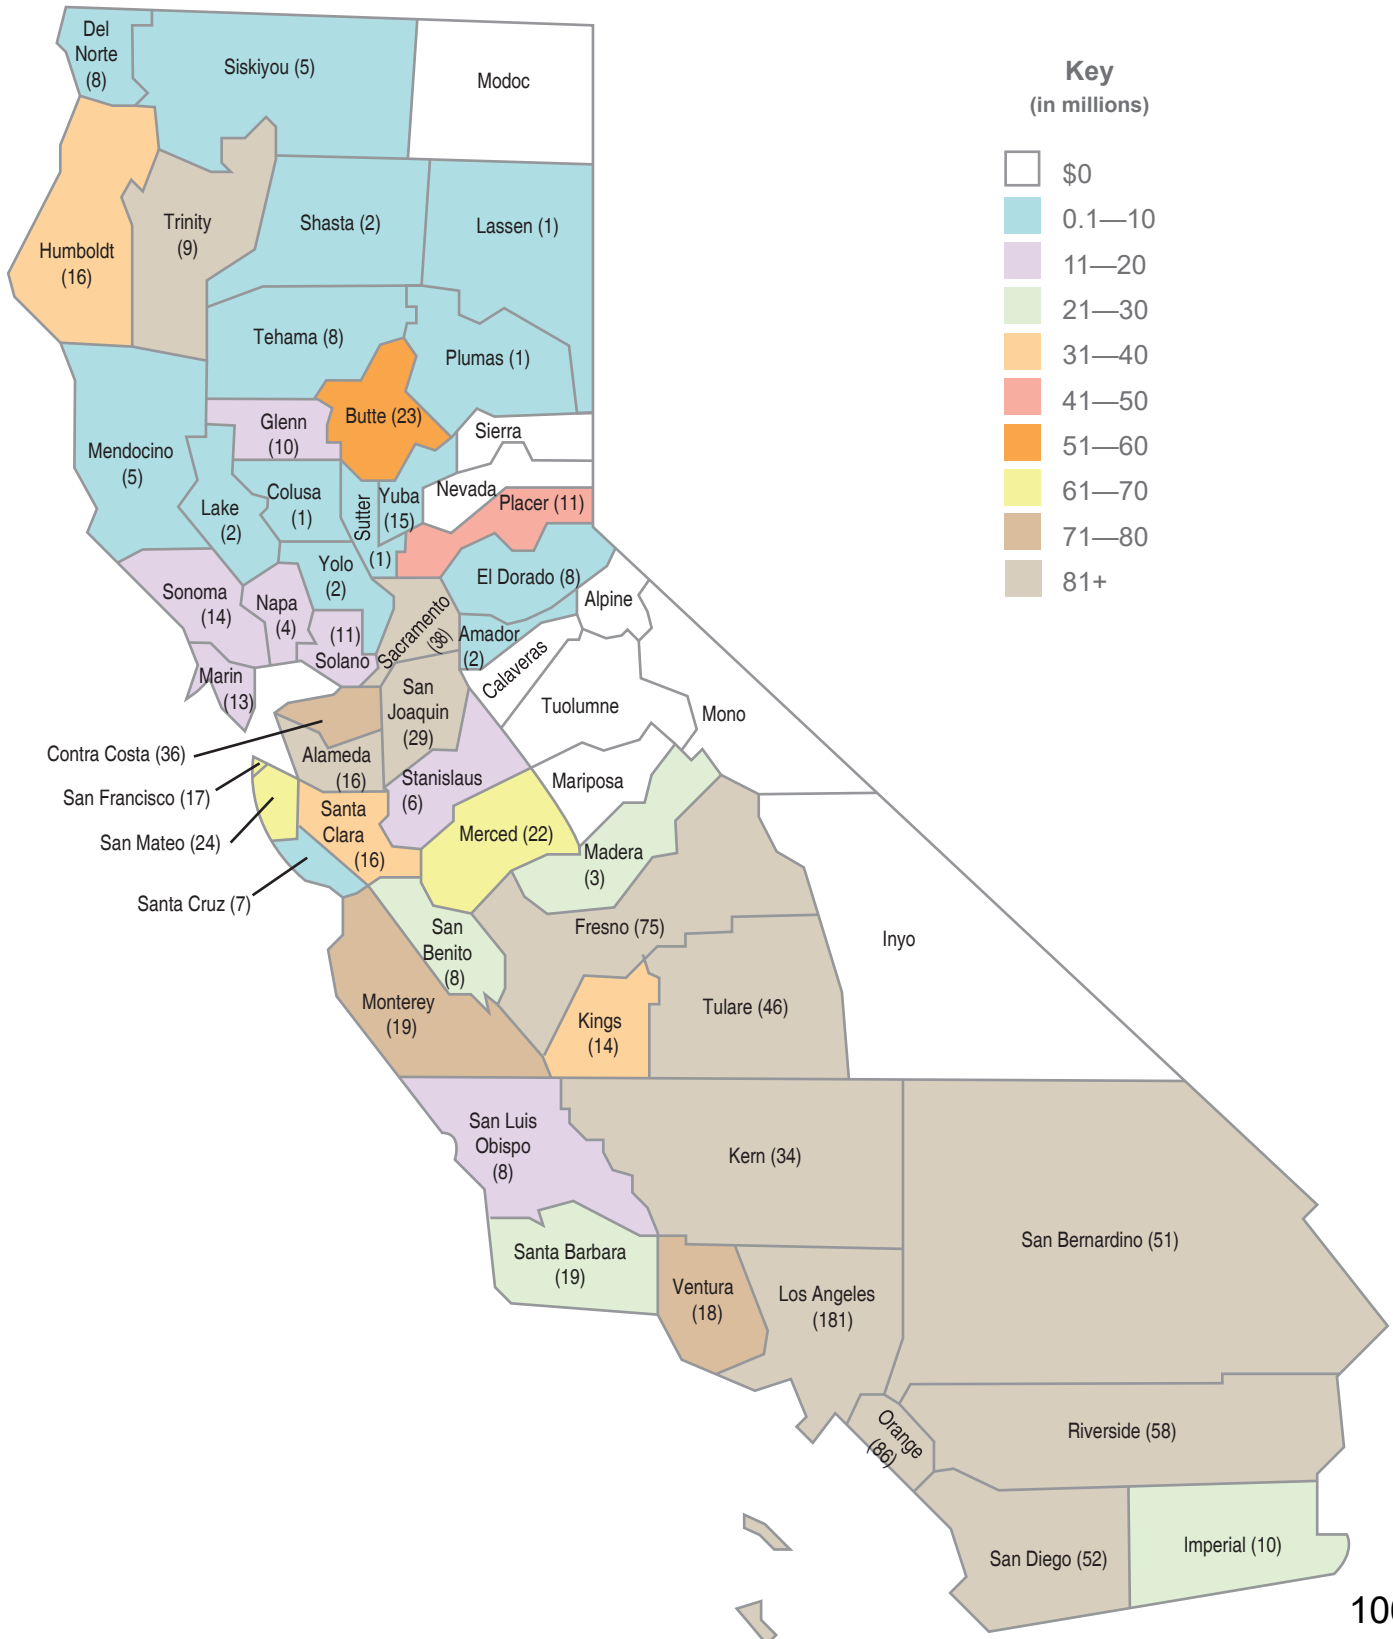 Del
Norte
(8)
Siskiyou (5)
Modoc
Key
(in millions)
$0
0.1—10
11—20
21—30
31—40
41—50
51—60
61—70
71—80
81+
Humboldt
(16)
Trinity
(9)
Shasta (2)
Lassen (1)
Tehama (8)
Plumas (1)
Butte (23)
Glenn
(10)
Mendocino
(5)
Lake
(2)
Colusa
(1)
Sutter
(1)
Yuba
(15)
Sierra
Nevada
Placer (11)
El Dorado (8)
Yolo
(2)
Sonoma
(14)
Napa
(4)
(11)
Solano
Marin
(13)
Sacramento
(38)
Amador
(2)
Alpine
Calaveras
Tuolumne
Mono
San
Joaquin
(29)
Contra Costa (36)
Alameda
(16)
San Francisco (17)
San Mateo (24)
Santa Cruz (7)
Santa
Clara
(16)
Stanislaus
(6)
Mariposa
Merced (22)
Madera
(3)
San
Benito
(8)
Fresno (75)
Inyo
Monterey
(19)
Kings
(14)
Tulare (46)
San Luis
Obispo
(8)
Kern (34)
San Bernardino (51)
Santa Barbara
(19)
Ventura
(18)
Los Angeles
(181)
Orange
(86)
Riverside (58)
San Diego (52)
Imperial (10)